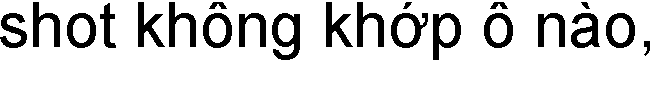 shot không khớp ô nào,